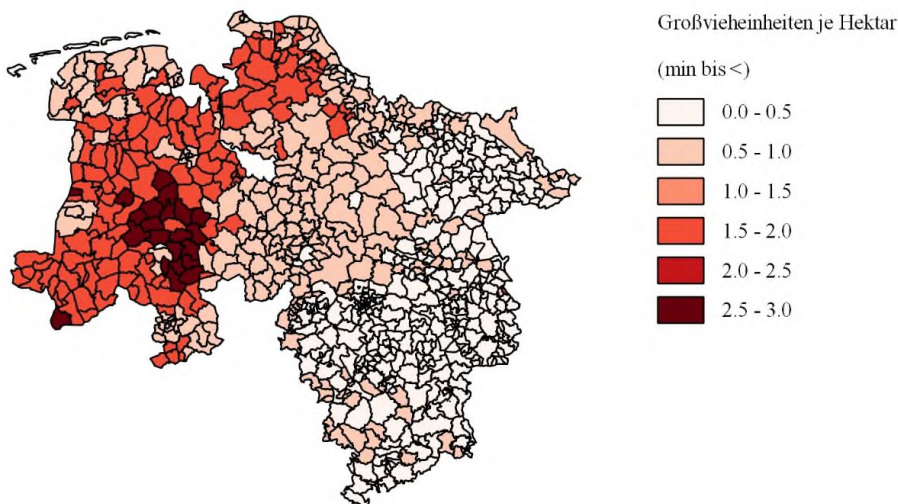 Großvieheinheiten je Hektar
(min bis <)
0.0 - 0.5
0.5 - 1.0
1.0 - 1.5
1.5 - 2.0
2.0 - 2.5
2.5 - 3.0